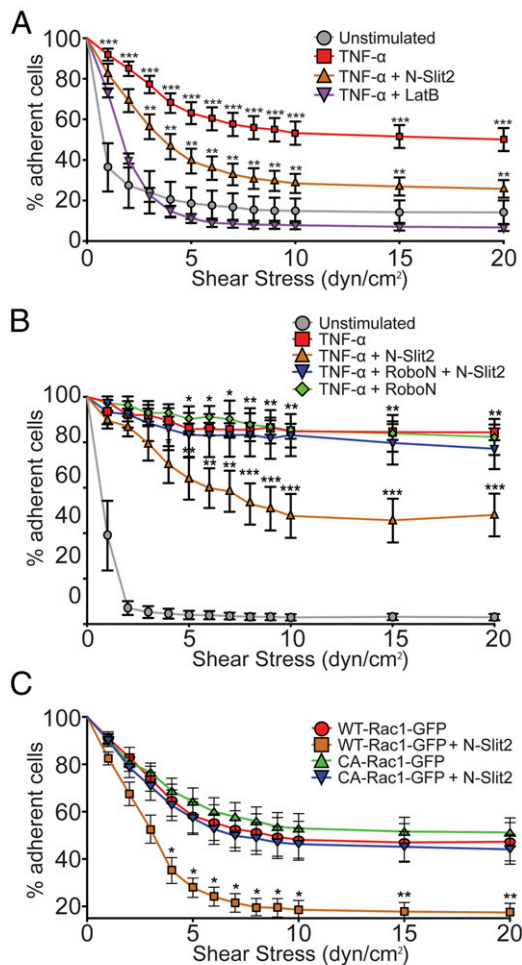 A
Unstimulated
TNF-α
TNF-α + N-Slit2
TNF-α + LatB
% adherent cells
100
80
60
40
20
0
*** *** *** *** *** *** *** *** *** *** *** ***
** ** ** ** ** ** ** ** ** **
0 5 10 15 20
Shear Stress (dyn/cm²)
B
Unstimulated
TNF-α
TNF-α + N-Slit2
TNF-α + RoboN + N-Slit2
TNF-α + RoboN
% adherent cells
100
80
60
40
20
0
* * * ** ** ** ** **
** ** ** *** *** *** *** ***
0 5 10 15 20
Shear Stress (dyn/cm²)
C
WT-Rac1-GFP
WT-Rac1-GFP + N-Slit2
CA-Rac1-GFP
CA-Rac1-GFP + N-Slit2
% adherent cells
100
80
60
40
20
* * * * * * * ** **
0 5 10 15 20
Shear Stress (dyn/cm²)